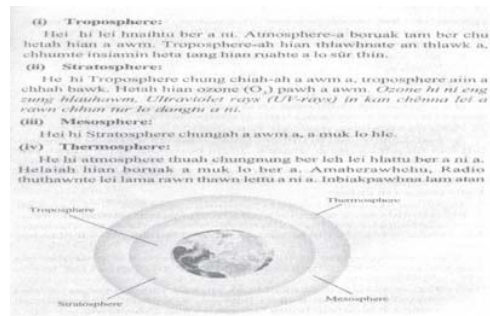 (i) Troposphere:
Hei hi lei hnaihtu ber a ni. Atmosphere-a boruak tam ber chu
hetah hian a awm. Troposphere-ah hian thlawhnate an thlawk a,
chhumte insiamin heta tang hian ruahte a lo sûr thin.
(ii) Stratosphere:
He hi Troposphere chung chiah-ah a awm a, troposphere aiin a
chhah bawk. Hetah hian ozone (O₃) pawh a awm. Ozone hi ni eng
zung hlauhawm, Ultraviolet rays (UV-rays) in kan chênna lei a
rawn chhun tur lo dangtu a ni.
(iii) Mesosphere:
Hei hi Stratosphere chungah a awm a, a muk lo hle.
(iv) Thermosphere:
He hi atmosphere thuah chungnung ber leh lei hlattu ber a ni a.
Helaiah hian boruak a muk lo ber a. Amaherawhchu, Radio
thuthawnte lei lama rawn thawn lettu a ni a. Inbiakpawhna lam atan
Troposphere
Thermosphere
Stratosphere
Mesosphere